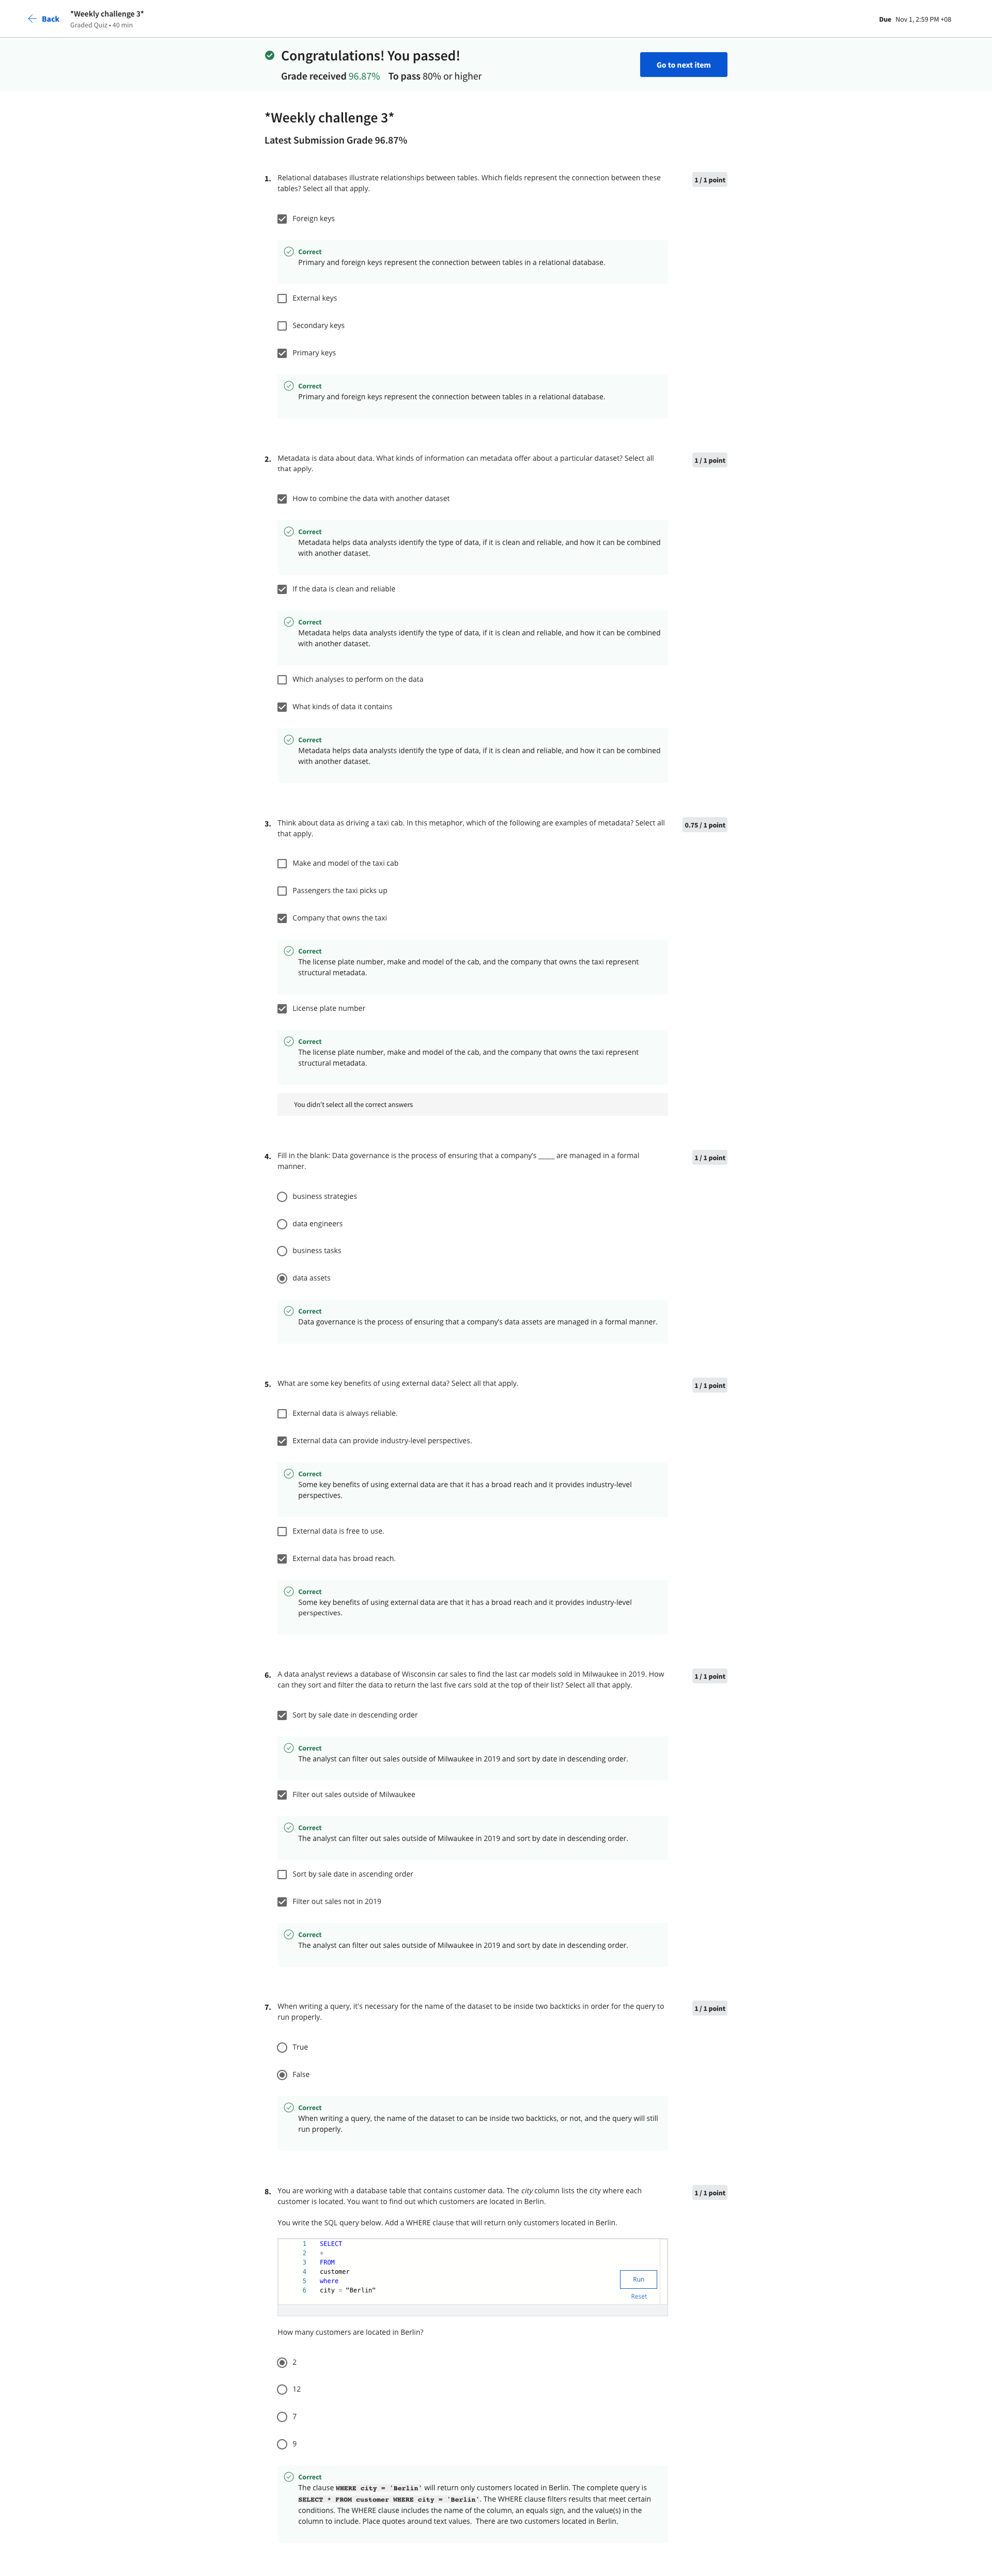 Back
*Weekly challenge 3*
Graded Quiz • 40 min
Due Nov 1, 2:59 PM +08
Congratulations! You passed!
Grade received 96.87% To pass 80% or higher
Go to next item
*Weekly challenge 3*
Latest Submission Grade 96.87%
1. Relational databases illustrate relationships between tables. Which fields represent the connection between these
tables? Select all that apply.
1 / 1 point
Foreign keys
Correct
Primary and foreign keys represent the connection between tables in a relational database.
External keys
Secondary keys
Primary keys
Correct
Primary and foreign keys represent the connection between tables in a relational database.
2. Metadata is data about data. What kinds of information can metadata offer about a particular dataset? Select all
that apply.
1 / 1 point
How to combine the data with another dataset
Correct
Metadata helps data analysts identify the type of data, if it is clean and reliable, and how it can be combined
with another dataset.
If the data is clean and reliable
Correct
Metadata helps data analysts identify the type of data, if it is clean and reliable, and how it can be combined
with another dataset.
Which analyses to perform on the data
What kinds of data it contains
Correct
Metadata helps data analysts identify the type of data, if it is clean and reliable, and how it can be combined
with another dataset.
3. Think about data as driving a taxi cab. In this metaphor, which of the following are examples of metadata? Select all
that apply.
0.75 / 1 point
Make and model of the taxi cab
Passengers the taxi picks up
Company that owns the taxi
Correct
The license plate number, make and model of the cab, and the company that owns the taxi represent
structural metadata.
License plate number
Correct
The license plate number, make and model of the cab, and the company that owns the taxi represent
structural metadata.
You didn't select all the correct answers
4. Fill in the blank: Data governance is the process of ensuring that a company's _____ are managed in a formal
manner.
1 / 1 point
business strategies
data engineers
business tasks
data assets
Correct
Data governance is the process of ensuring that a company's data assets are managed in a formal manner.
5. What are some key benefits of using external data? Select all that apply.
1 / 1 point
External data is always reliable.
External data can provide industry-level perspectives.
Correct
Some key benefits of using external data are that it has a broad reach and it provides industry-level
perspectives.
External data is free to use.
External data has broad reach.
Correct
Some key benefits of using external data are that it has a broad reach and it provides industry-level
perspectives.
6. A data analyst reviews a database of Wisconsin car sales to find the last car models sold in Milwaukee in 2019. How
can they sort and filter the data to return the last five cars sold at the top of their list? Select all that apply.
1 / 1 point
Sort by sale date in descending order
Correct
The analyst can filter out sales outside of Milwaukee in 2019 and sort by date in descending order.
Filter out sales outside of Milwaukee
Correct
The analyst can filter out sales outside of Milwaukee in 2019 and sort by date in descending order.
Sort by sale date in ascending order
Filter out sales not in 2019
Correct
The analyst can filter out sales outside of Milwaukee in 2019 and sort by date in descending order.
7. When writing a query, it's necessary for the name of the dataset to be inside two backticks in order for the query to
run properly.
1 / 1 point
True
False
Correct
When writing a query, the name of the dataset to can be inside two backticks, or not, and the query will still
run properly.
8. You are working with a database table that contains customer data. The city column lists the city where each
customer is located. You want to find out which customers are located in Berlin.
1 / 1 point
You write the SQL query below. Add a WHERE clause that will return only customers located in Berlin.
1 SELECT
2 *
3 FROM
4 customer
5 where
6 city = "Berlin"
Run
Reset
How many customers are located in Berlin?
2
12
7
9
Correct
The clause WHERE city = 'Berlin' will return only customers located in Berlin. The complete query is
SELECT * FROM customer WHERE city = 'Berlin'. The WHERE clause filters results that meet certain
conditions. The WHERE clause includes the name of the column, an equals sign, and the value(s) in the
column to include. Place quotes around text values. There are two customers located in Berlin.